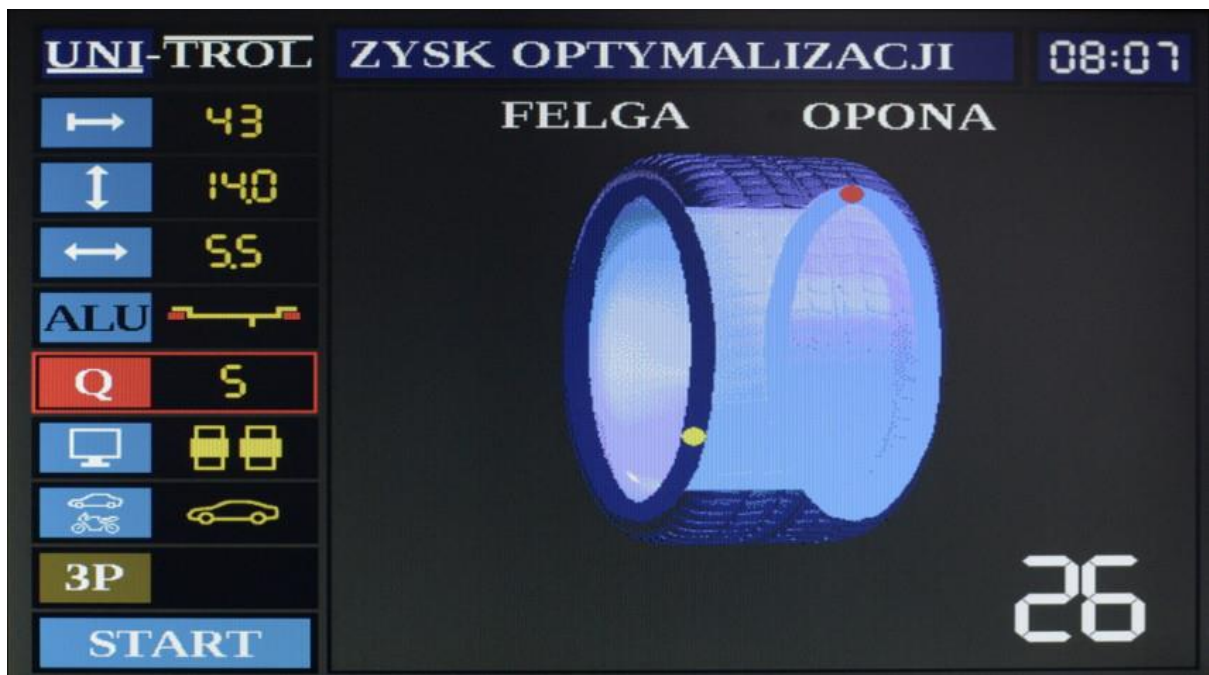 UNI-TROL
ZYSK OPTYMALIZACJI
08:07
43
14.0
5.5
ALU
Q 5
3P
START
FELGA OPONA
26